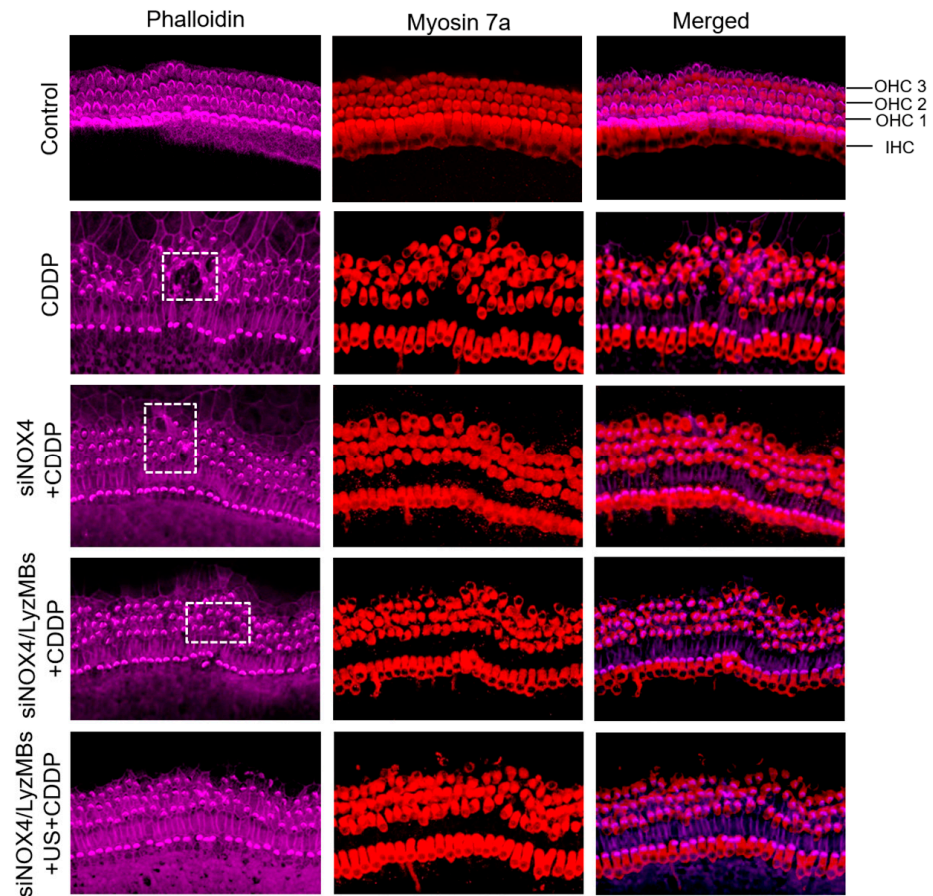 Phalloidin
Myosin 7a
Merged
Control
OHC 3
OHC 2
OHC 1
IHC
CDDP
siNOX4
+CDDP
siNOX4/LyzMBs
+CDDP
siNOX4/LyzMBs
+US+CDDP